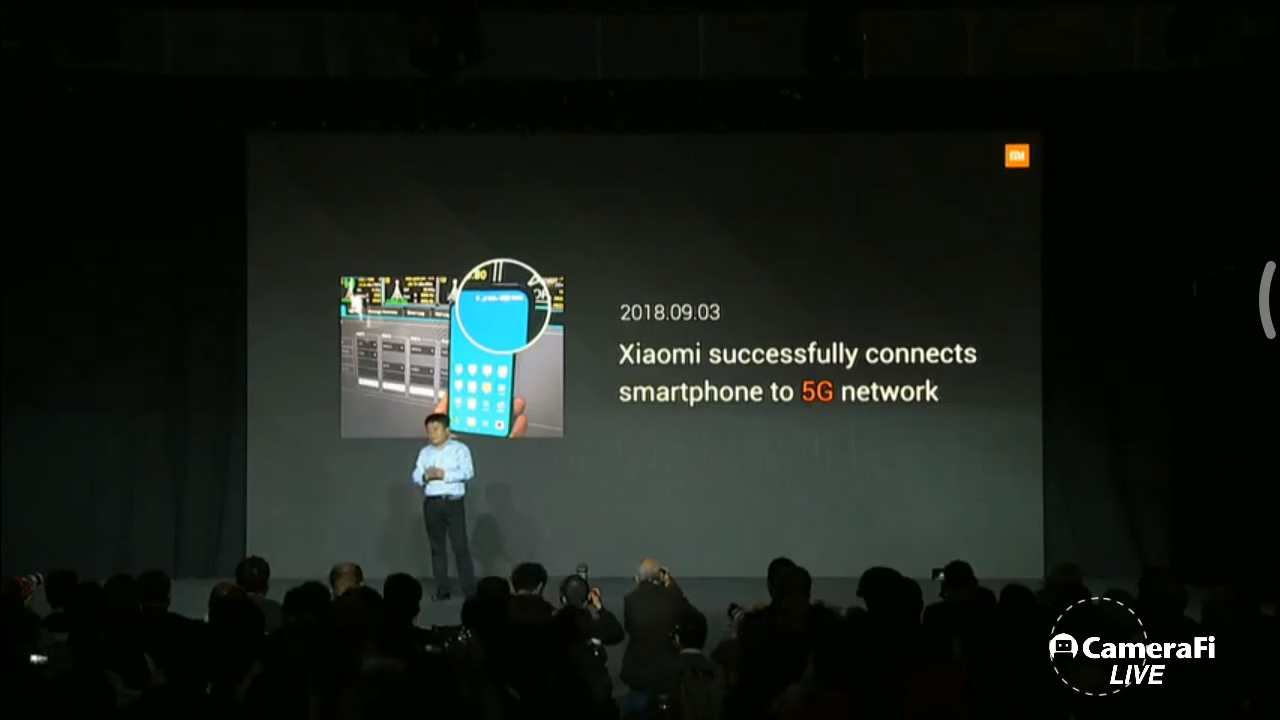 mi
2018.09.03
Xiaomi successfully connects
smartphone to 5G network
CameraFi
LIVE